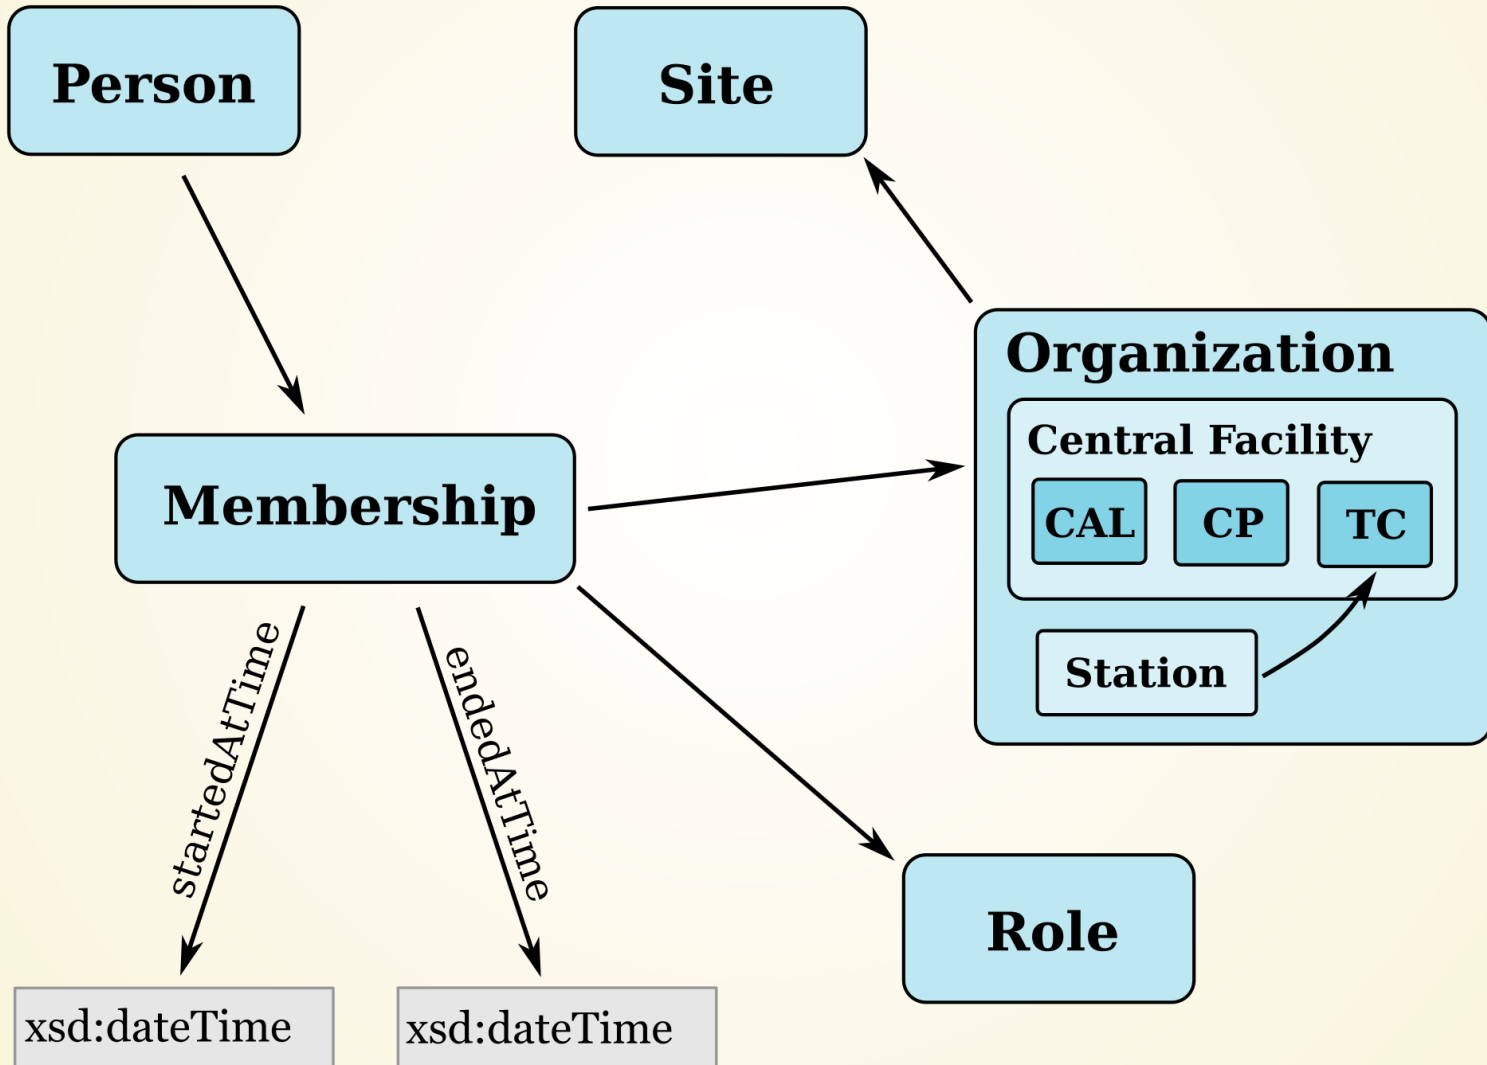 Person
Site
Organization
Central Facility
CAL
CP
TC
Membership
Station
startedAtTime
endedAtTime
Role
xsd:dateTime
xsd:dateTime